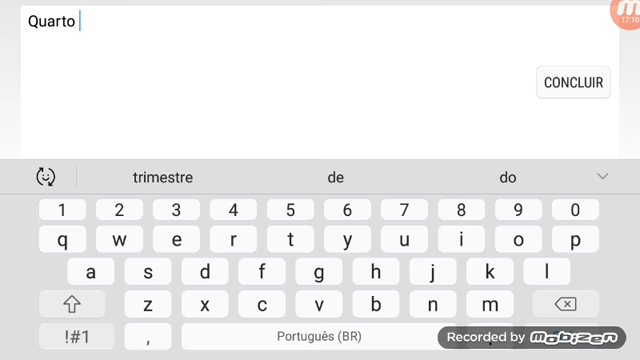 Quarto
17:10
CONCLUIR
trimestre de do
1 2 3 4 5 6 7 8 9 0
q w e r t y u i o p
a s d f g h j k l
z x c v b n m
!#1 , Português (BR)
Recorded by mobizen